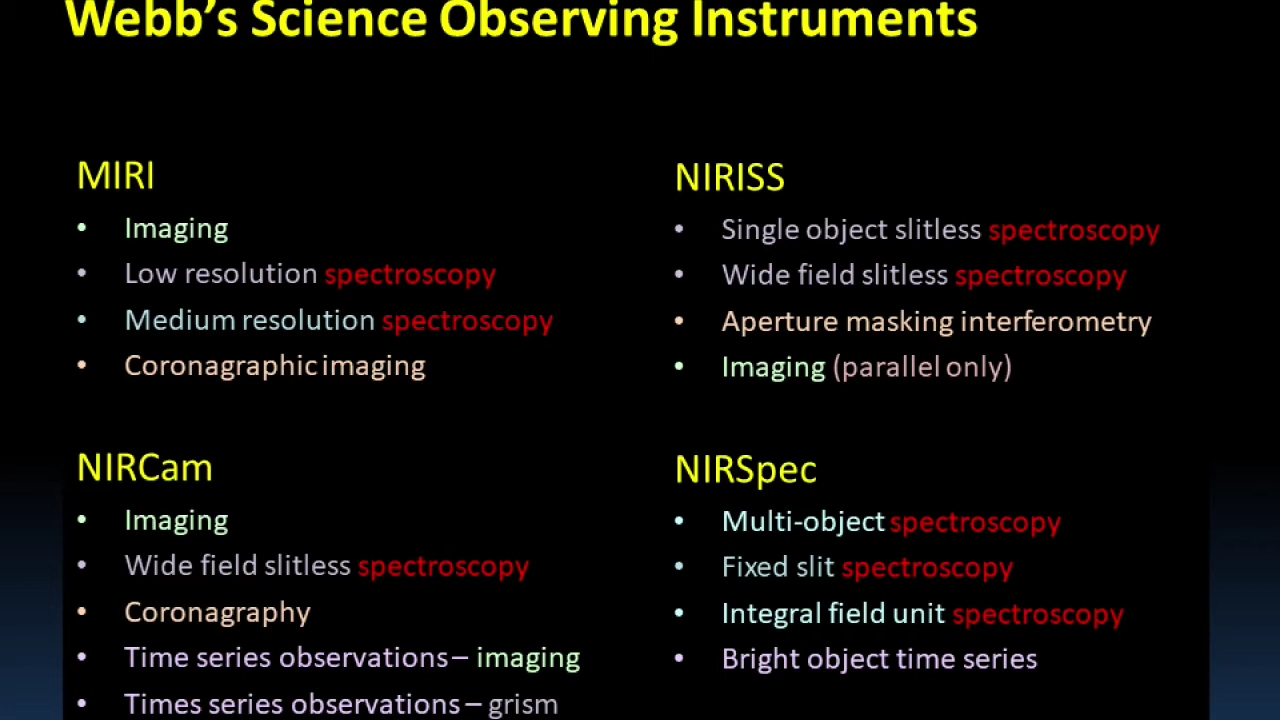 Webb's Science Observing Instruments
MIRI
• Imaging
• Low resolution spectroscopy
• Medium resolution spectroscopy
• Coronagraphic imaging
NIRISS
• Single object slitless spectroscopy
• Wide field slitless spectroscopy
• Aperture masking interferometry
• Imaging (parallel only)
NIRCam
• Imaging
• Wide field slitless spectroscopy
• Coronagraphy
• Time series observations – imaging
• Times series observations – grism
NIRSpec
• Multi-object spectroscopy
• Fixed slit spectroscopy
• Integral field unit spectroscopy
• Bright object time series